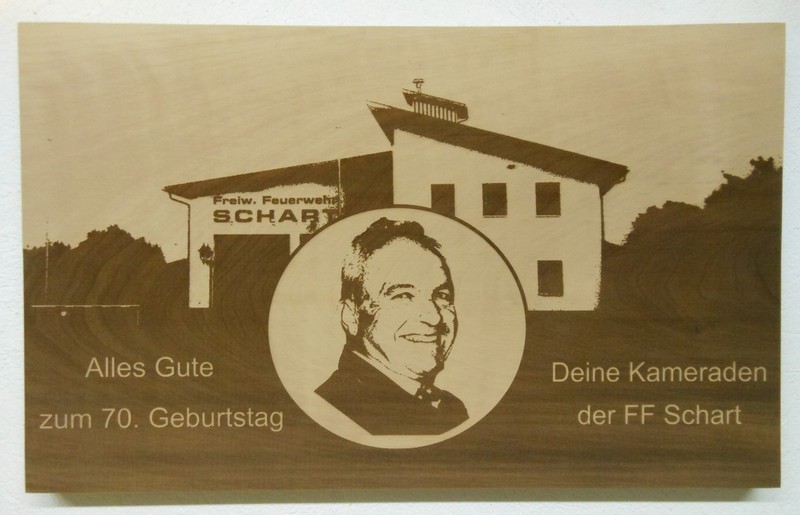 Freiw. Feuerwehr
SCHART
Alles Gute
zum 70. Geburtstag
Deine Kameraden
der FF Schart